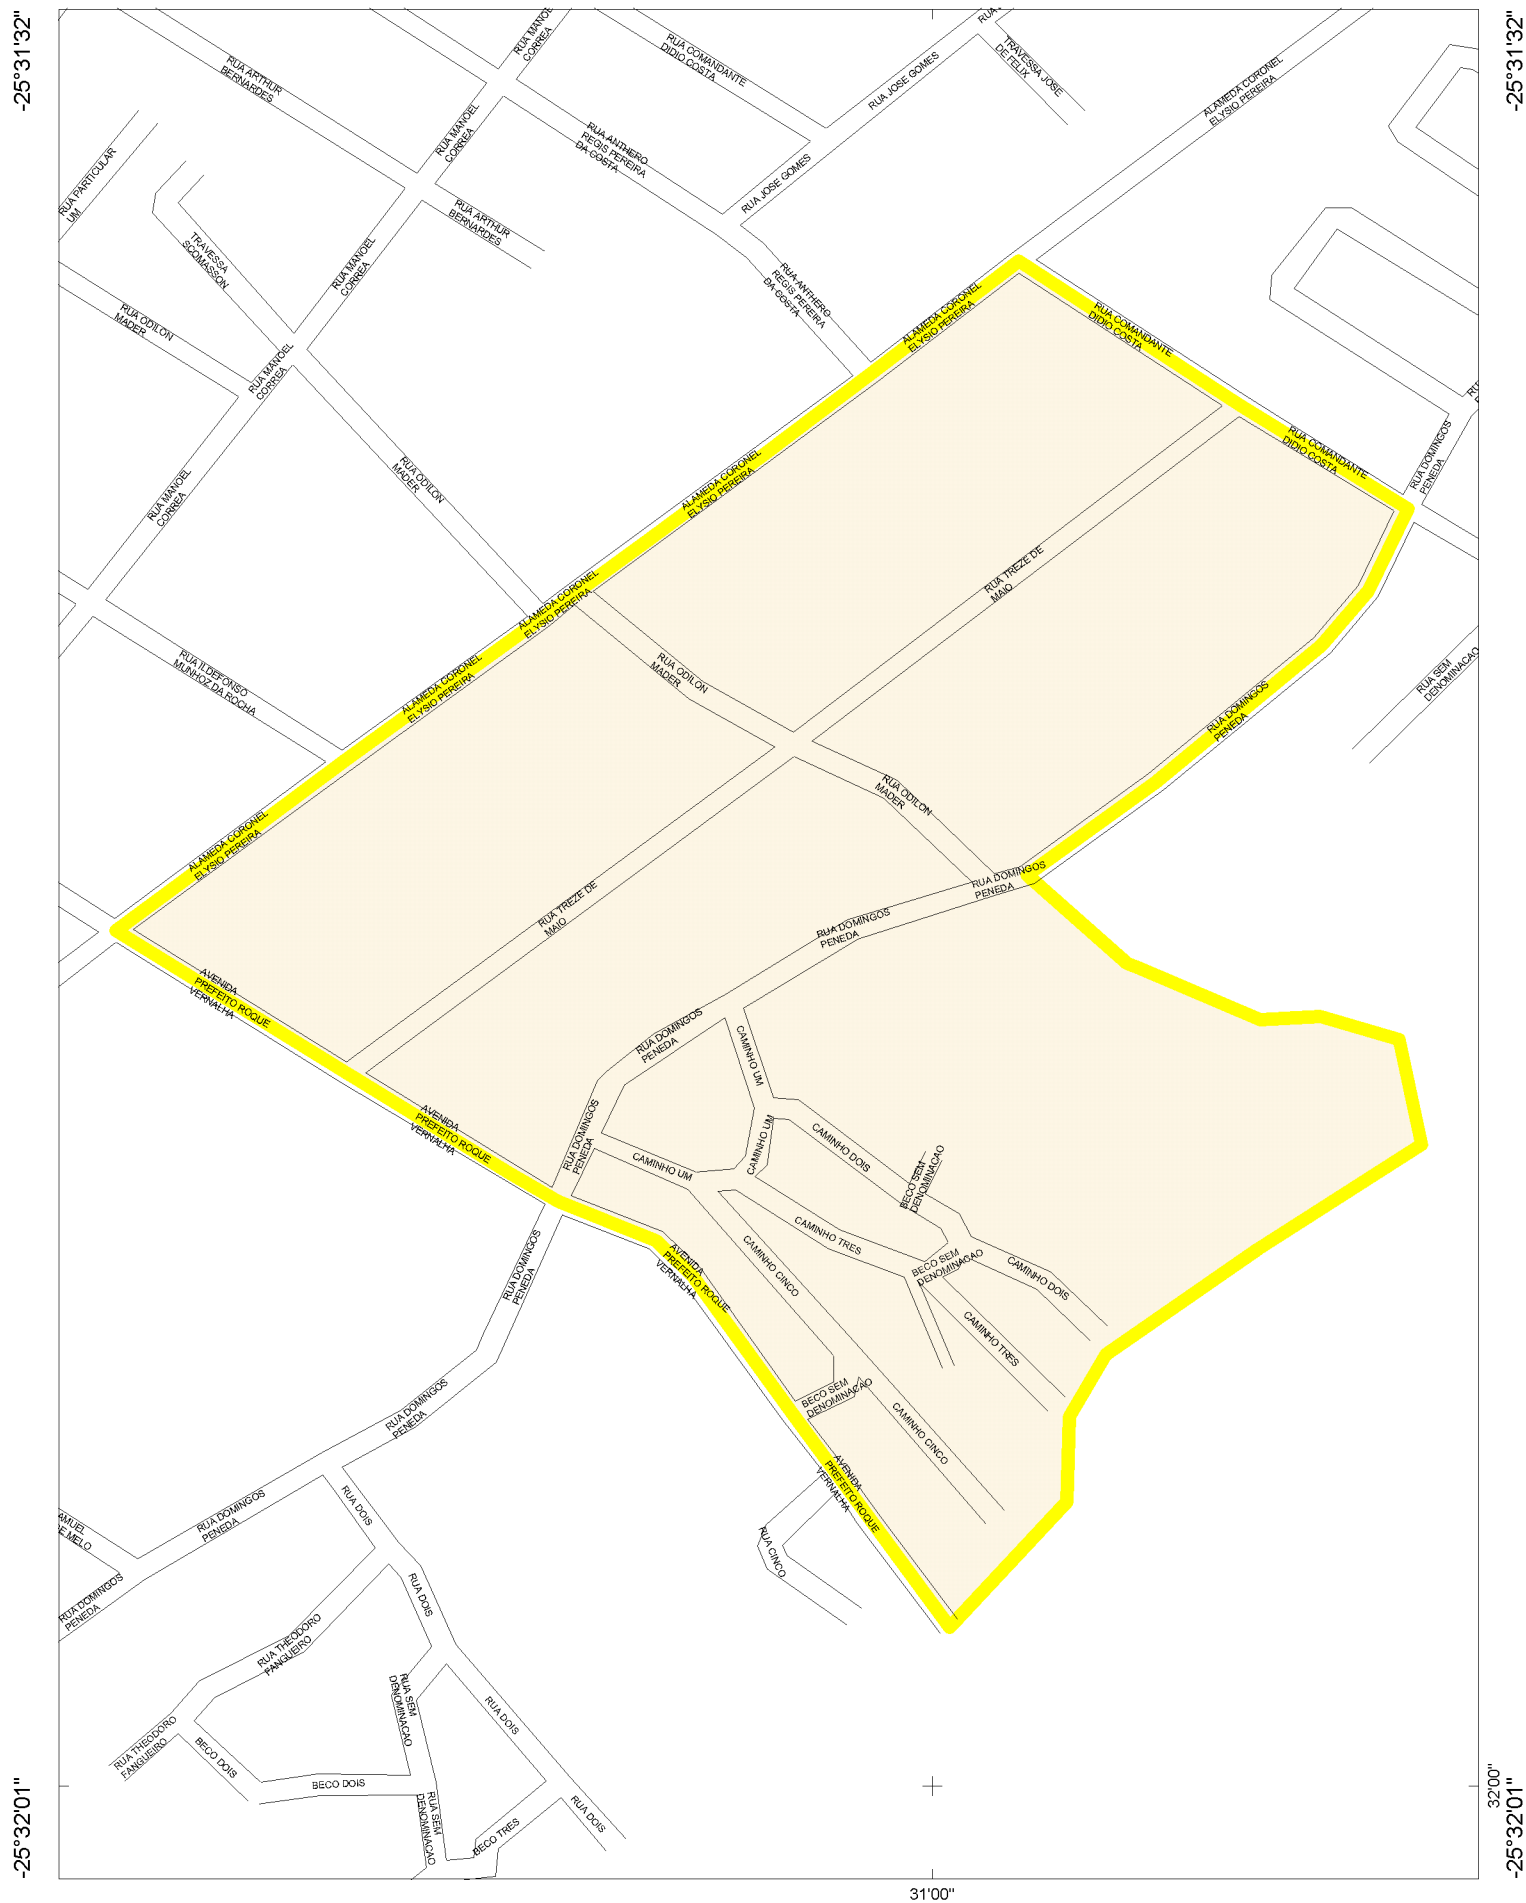 -25°31'32"
-25°31'32"
RUA MANOEL
CORREA
RUA COMANDANTE
DIDIO COSTA
RUA
TRAVESSA JOSE
DE FELIX
RUA JOSE GOMES
RUA ARTHUR
BERNARDES
ALAMEDA CORONEL
ELYSIO PEREIRA
RUA MANOEL
CORREA
RUA ANTHERO
REGIS PEREIRA
DA COSTA
RUA PARTICULAR
UM
RUA JOSE GOMES
RUA ARTHUR
BERNARDES
TRAVESSA
SCOMASSON
RUA MANOEL
CORREA
RUA ANTHERO
REGIS PEREIRA
DA COSTA
RUA ODILON
MADER
ALAMEDA CORONEL
ELYSIO PEREIRA
RUA COMANDANTE
DIDIO COSTA
RUA MANOEL
CORREA
RUA COMANDANTE
DIDIO COSTA
RUA DOMINGOS
PENEDA
RUA ODILON
MADER
ALAMEDA CORONEL
ELYSIO PEREIRA
RUA MANOEL
CORREA
RUA TREZE DE
MAIO
ALAMEDA CORONEL
ELYSIO PEREIRA
RUA ILDEFONSO
MUNHOZ DA ROCHA
ALAMEDA CORONEL
ELYSIO PEREIRA
RUA ODILON
MADER
RUA SEM
DENOMINACAO
RUA DOMINGOS
PENEDA
RUA ODILON
MADER
ALAMEDA CORONEL
ELYSIO PEREIRA
RUA DOMINGOS
PENEDA
RUA TREZE DE
MAIO
RUA DOMINGOS
PENEDA
AVENIDA
PREFEITO ROQUE
VERNALHA
RUA DOMINGOS
PENEDA
CAMINHO UM
AVENIDA
PREFEITO ROQUE
VERNALHA
RUA DOMINGOS
PENEDA
CAMINHO UM
CAMINHO UM
CAMINHO DOIS
BECO SEM
DENOMINACAO
CAMINHO TRES
BECO SEM
DENOMINACAO
CAMINHO DOIS
CAMINHO CINCO
AVENIDA
PREFEITO ROQUE
VERNALHA
RUA DOMINGOS
PENEDA
CAMINHO TRES
BECO SEM
DENOMINACAO
CAMINHO CINCO
RUA DOMINGOS
PENEDA
AVENIDA
PREFEITO ROQUE
VERNALHA
RUA DOIS
RUA DOMINGOS
PENEDA
AMUEL
E MELO
RUA CINCO
RUA DOMINGOS
PENEDA
RUA DOIS
RUA THEODORO
FANGUEIRO
RUA SEM
DENOMINACAO
RUA DOIS
RUA THEODORO
FANGUEIRO
BECO DOIS
BECO DOIS
RUA SEM
DENOMINACAO
BECO TRES
RUA DOIS
-25°32'01"
32'00"
-25°32'01"
31'00"